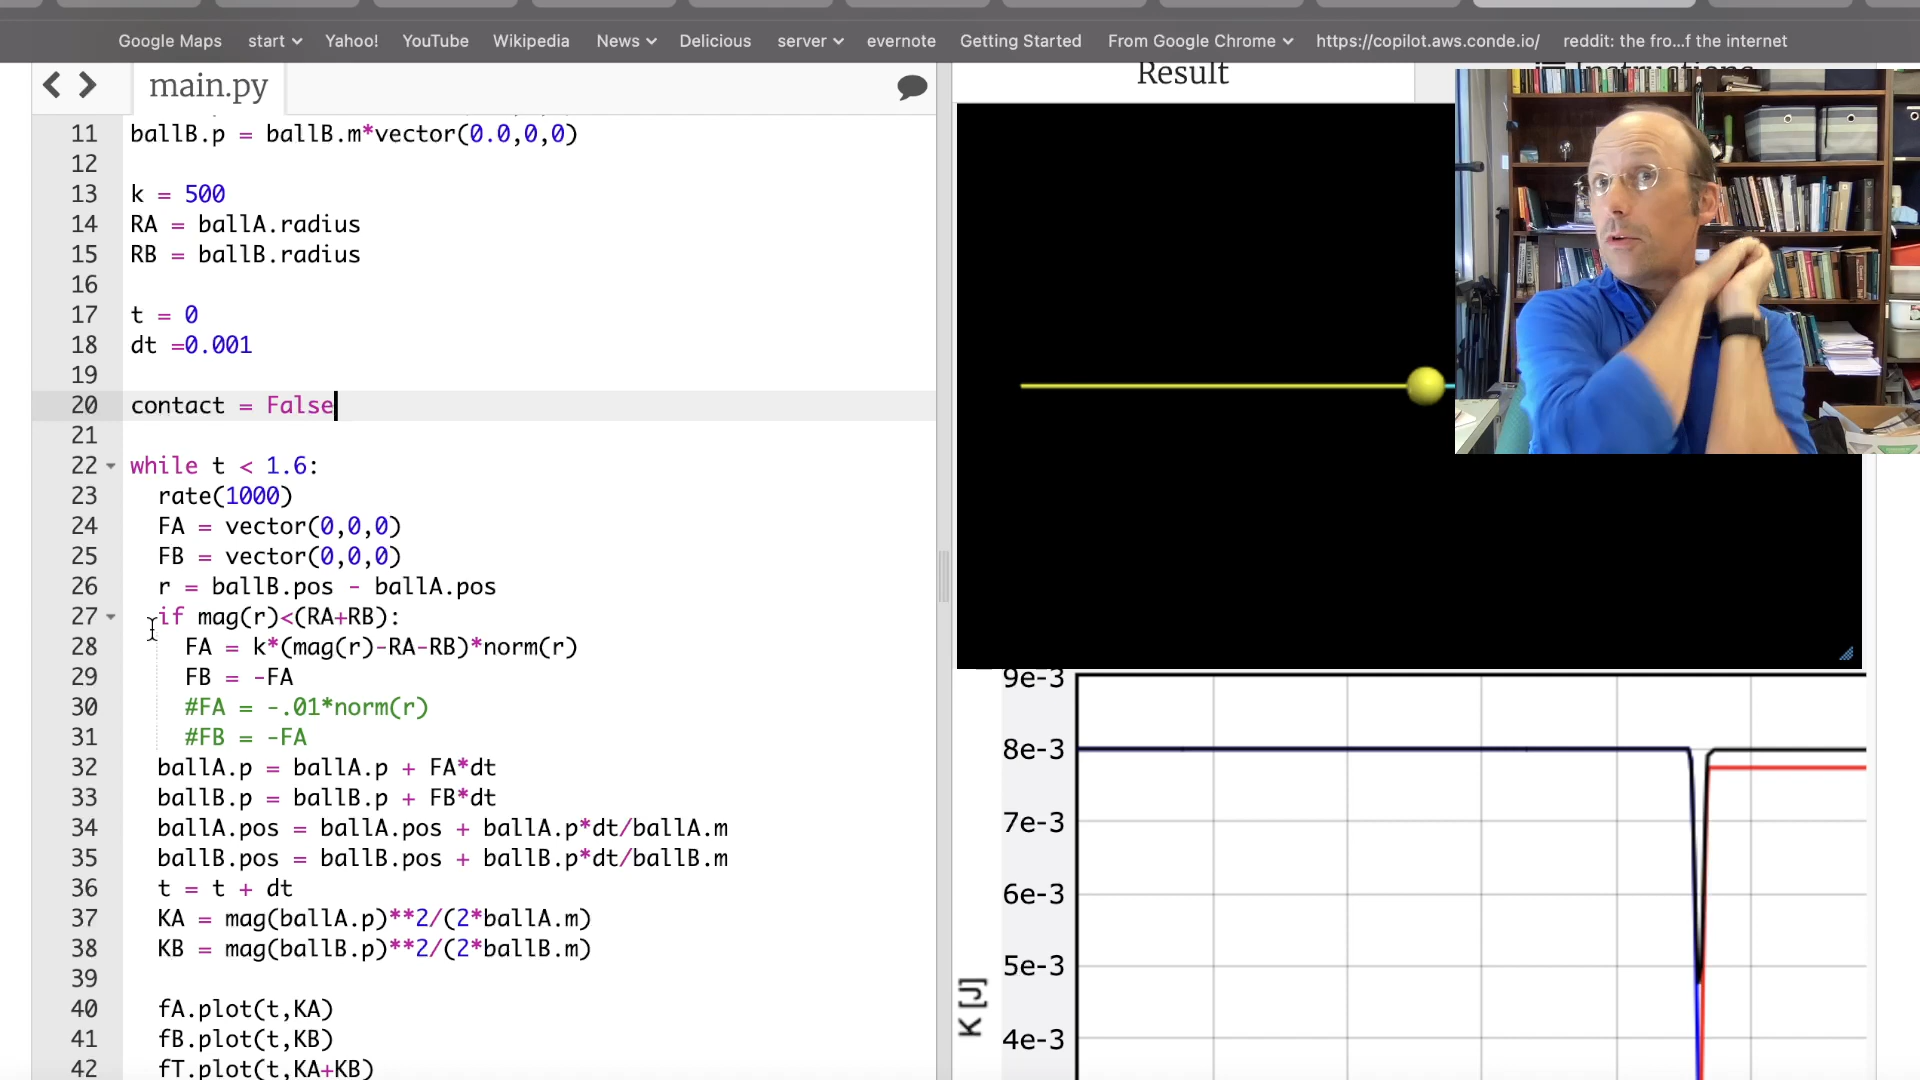 Google Maps start Yahoo! YouTube Wikipedia News Delicious server evernote Getting Started From Google Chrome https://copilot.aws.conde.io/ reddit: the fro...f the internet
main.py
Result
Instructions
11 ballB.p = ballB.m*vector(0.0,0,0)
12
13 k = 500
14 RA = ballA.radius
15 RB = ballB.radius
16
17 t = 0
18 dt =0.001
19
20 contact = False
21
22 while t < 1.6:
23 rate(1000)
24 FA = vector(0,0,0)
25 FB = vector(0,0,0)
26 r = ballB.pos - ballA.pos
27 if mag(r)<(RA+RB):
28 FA = k*(mag(r)-RA-RB)*norm(r)
29 FB = -FA
30 #FA = -.01*norm(r)
31 #FB = -FA
32 ballA.p = ballA.p + FA*dt
33 ballB.p = ballB.p + FB*dt
34 ballA.pos = ballA.pos + ballA.p*dt/ballA.m
35 ballB.pos = ballB.pos + ballB.p*dt/ballB.m
36 t = t + dt
37 KA = mag(ballA.p)**2/(2*ballA.m)
38 KB = mag(ballB.p)**2/(2*ballB.m)
39
40 fA.plot(t,KA)
41 fB.plot(t,KB)
42 fT.plot(t,KA+KB)
9e-3
8e-3
7e-3
6e-3
5e-3
4e-3
K [J]